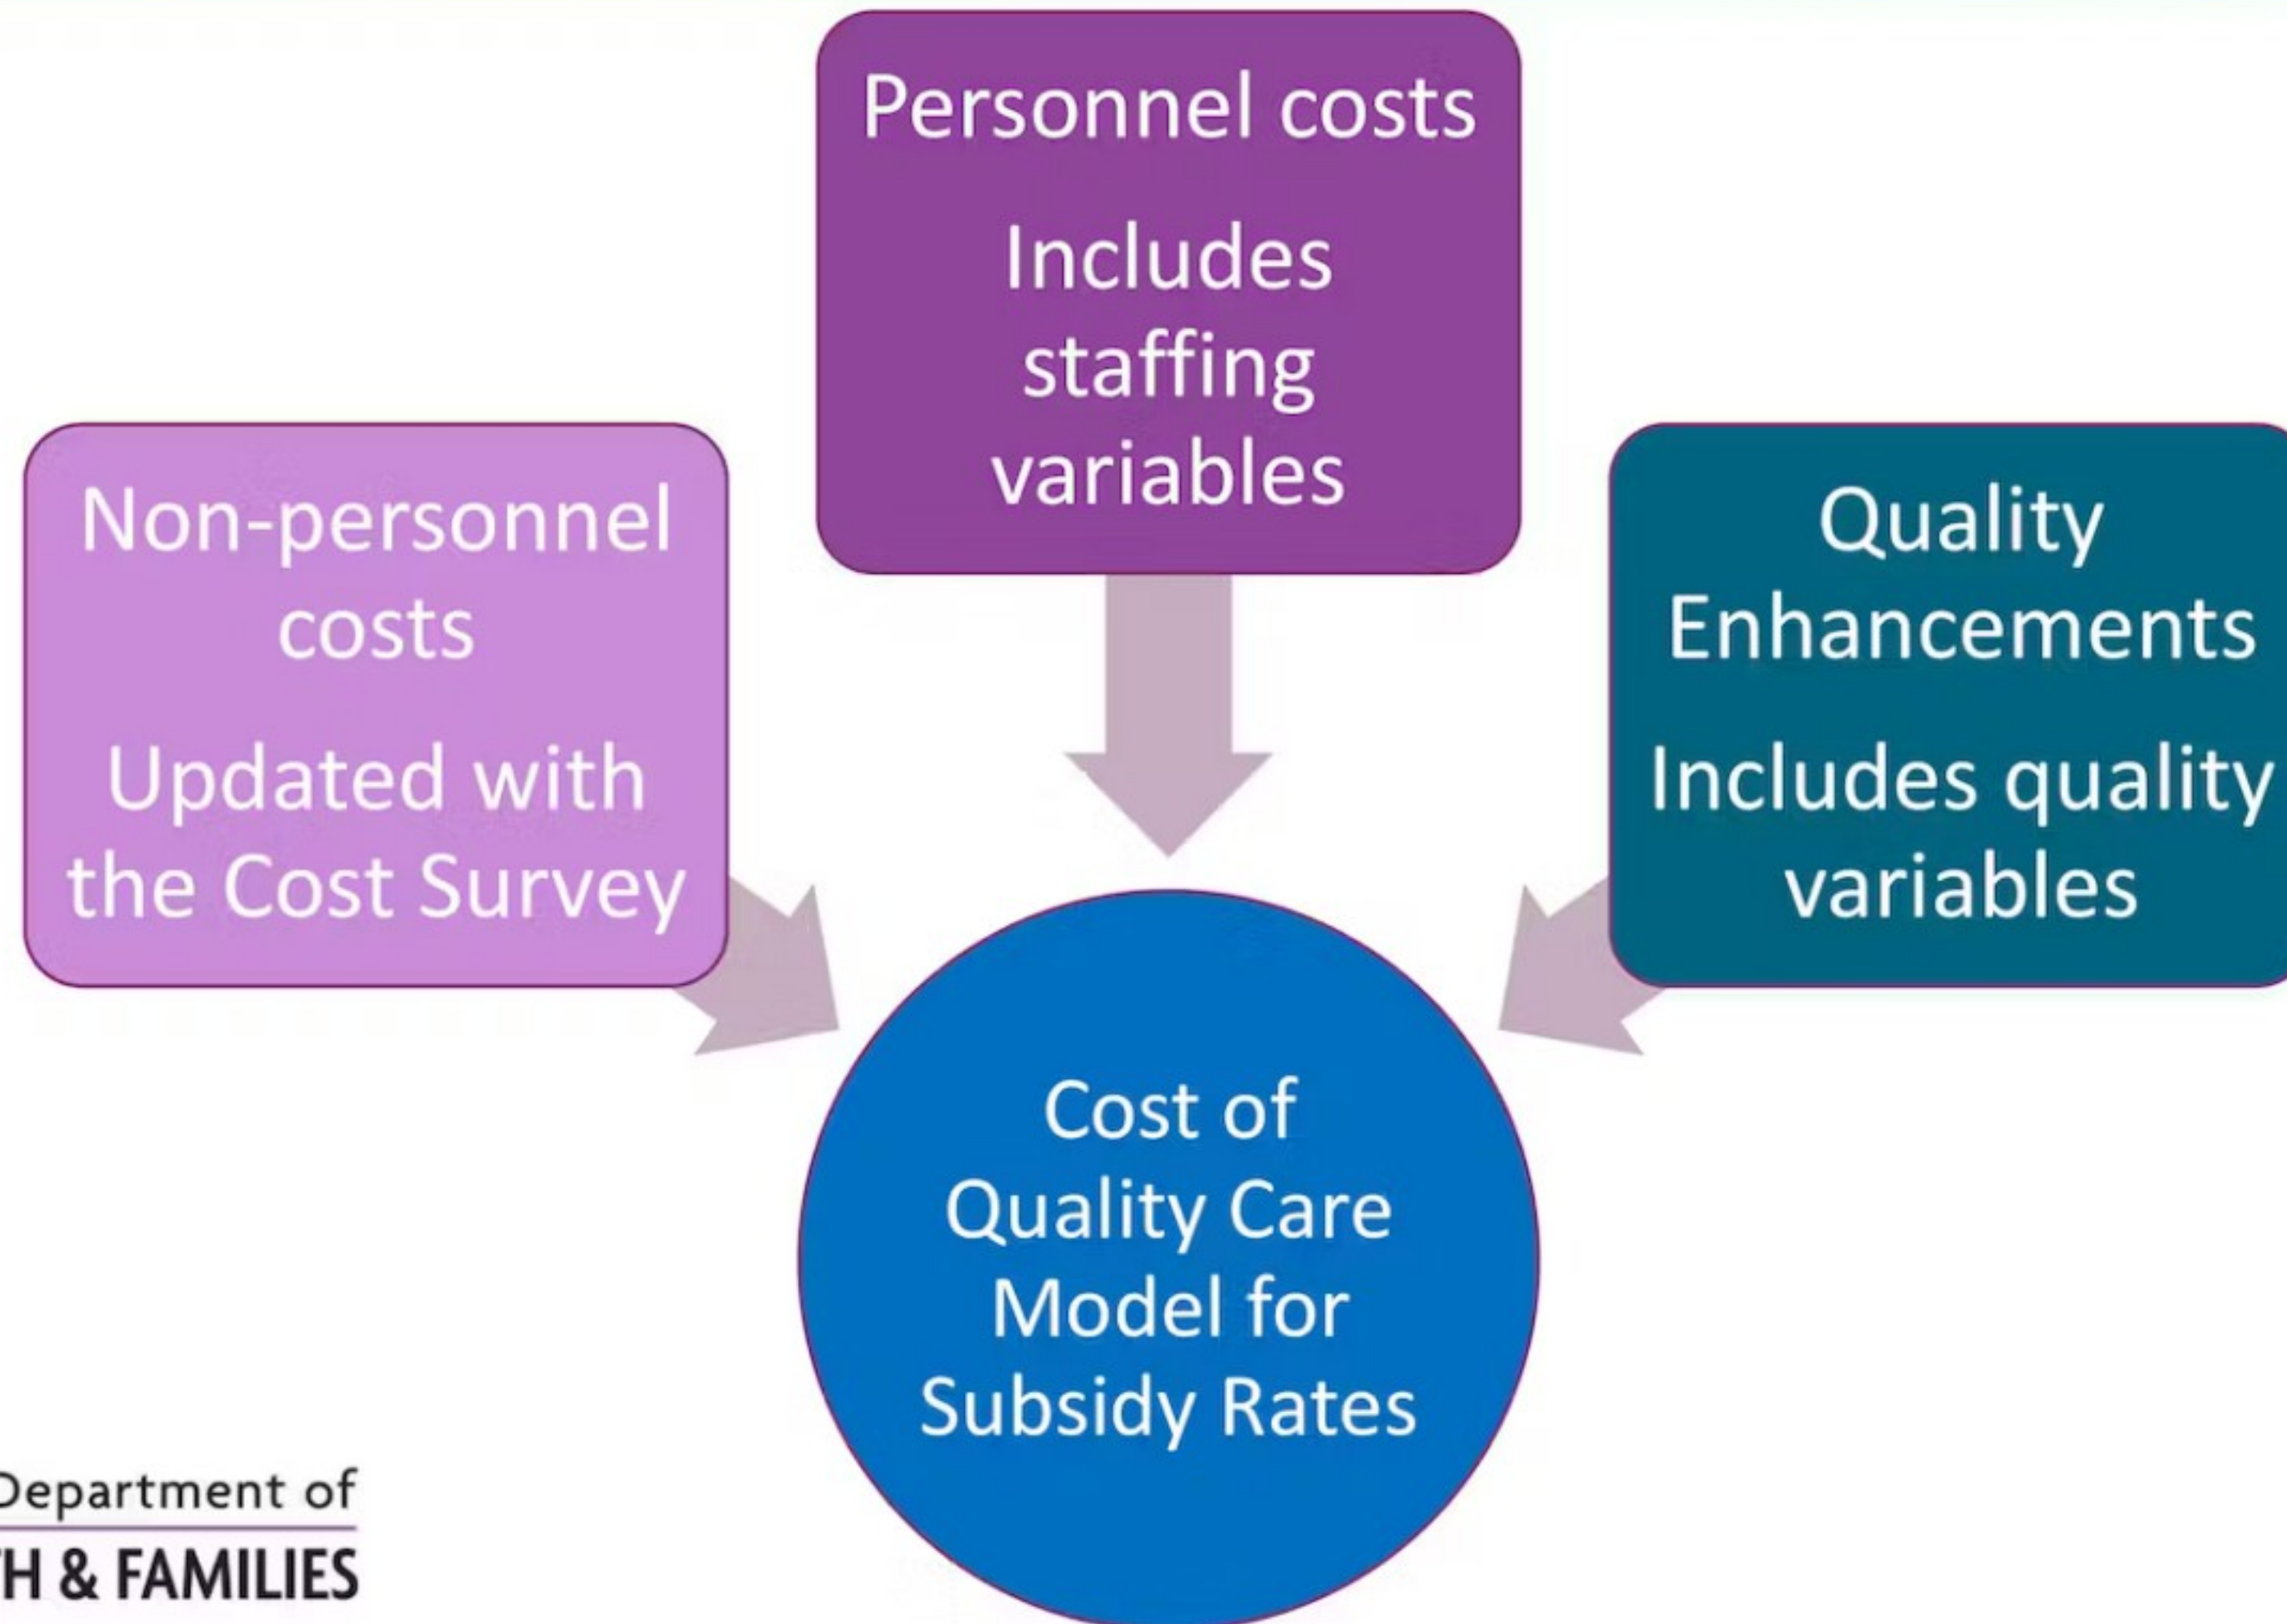 Personnel costs
Includes
staffing
variables
Non-personnel
costs
Updated with
the Cost Survey
Quality
Enhancements
Includes quality
variables
Cost of
Quality Care
Model for
Subsidy Rates
Department of
& FAMILIES